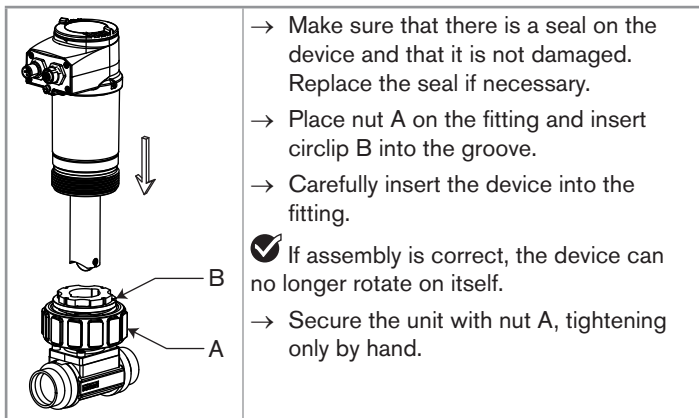 → Make sure that there is a seal on the
device and that it is not damaged.
Replace the seal if necessary.
→ Place nut A on the fitting and insert
circlip B into the groove.
→ Carefully insert the device into the
fitting.
If assembly is correct, the device can
no longer rotate on itself.
→ Secure the unit with nut A, tightening
only by hand.
B
A